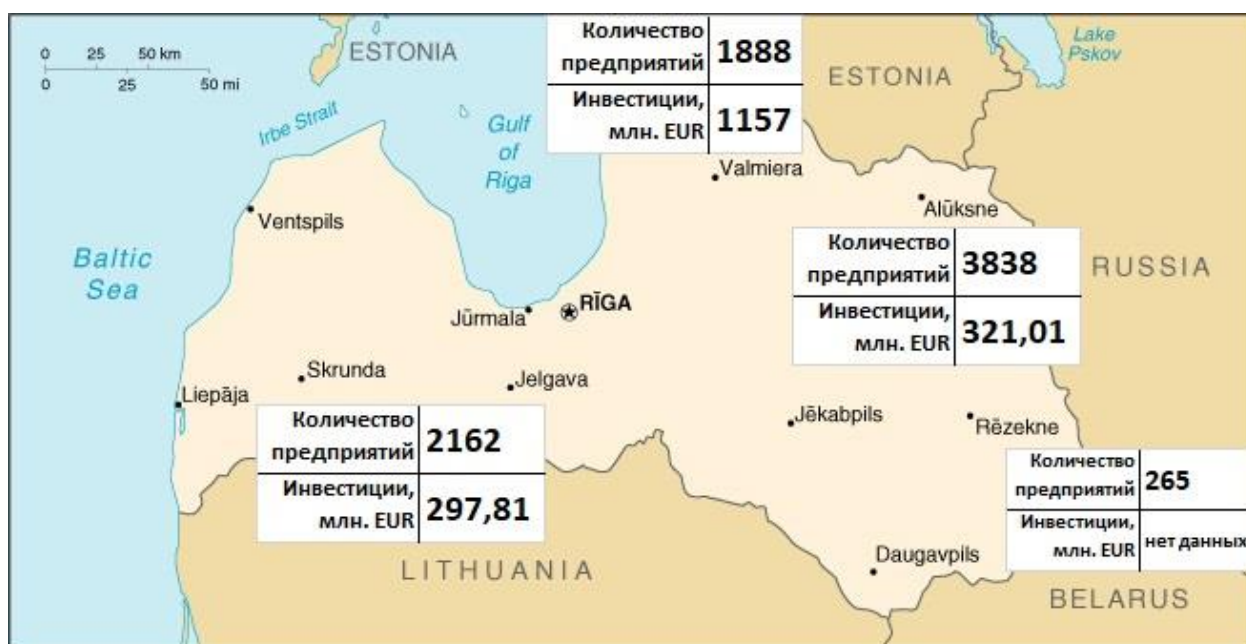 0 25 50 km
0 25 50 mi
ESTONIA
Количество
предприятий
1888
Инвестиции,
млн. EUR
1157
ESTONIA
Lake
Pskov
Irbe Strait
Gulf
of
Riga
Valmiera
Alūksne
Ventspils
Baltic
Sea
Количество
предприятий
3838
Инвестиции,
млн. EUR
321,01
RUSSIA
Jūrmala
RĪGA
Skrunda
Jelgava
Liepāja
Jēkabpils
Rēzekne
Количество
предприятий
2162
Инвестиции,
млн. EUR
297,81
Количество
предприятий
265
Инвестиции,
млн. EUR
нет данных
LITHUANIA
Daugavpils
BELARUS